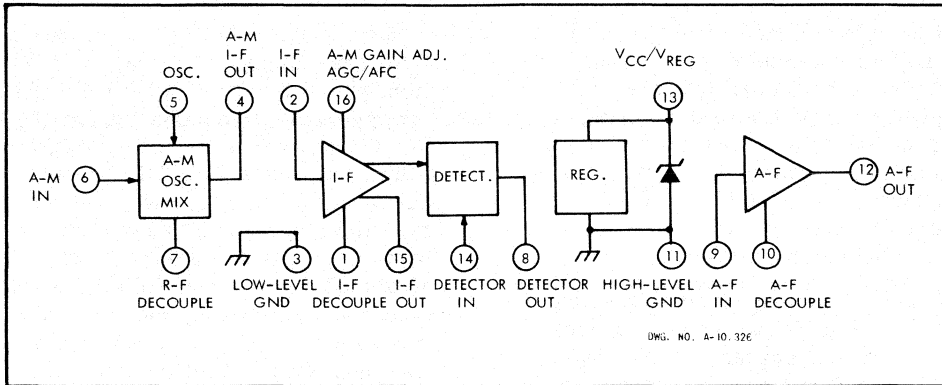 A-M
I-F
OUT
OSC.
I-F
IN
A-M GAIN ADJ.
AGC/AFC
VCC/VREG
5
4
2
16
13
A-M
IN
6
A-M
OSC.
MIX
I-F
DETECT.
REG.
A-F
12
A-F
OUT
7
3
1
15
14
8
11
9
10
R-F
DECOUPLE
LOW-LEVEL
GND
I-F
DECOUPLE
I-F
OUT
DETECTOR
IN
DETECTOR
OUT
HIGH-LEVEL
GND
A-F
IN
A-F
DECOUPLE
DWG. NO. A-10,326